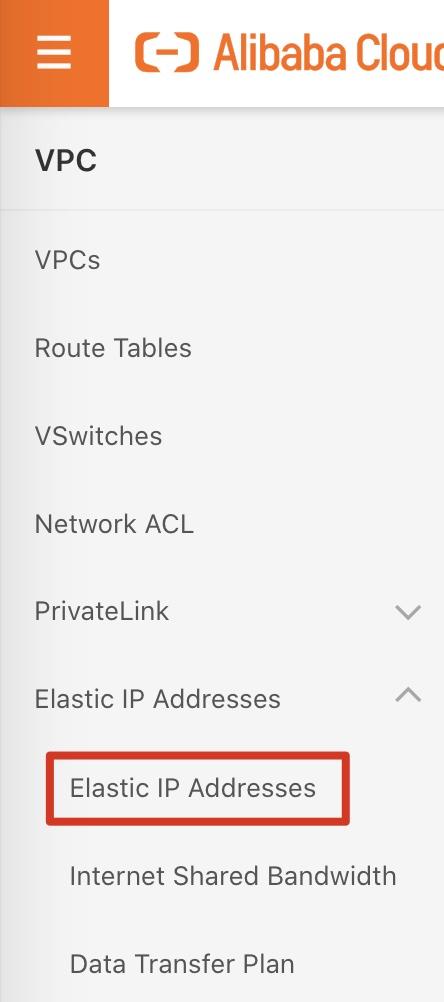 Alibaba Cloud
VPC
VPCs
Route Tables
VSwitches
Network ACL
PrivateLink
Elastic IP Addresses
Elastic IP Addresses
Internet Shared Bandwidth
Data Transfer Plan